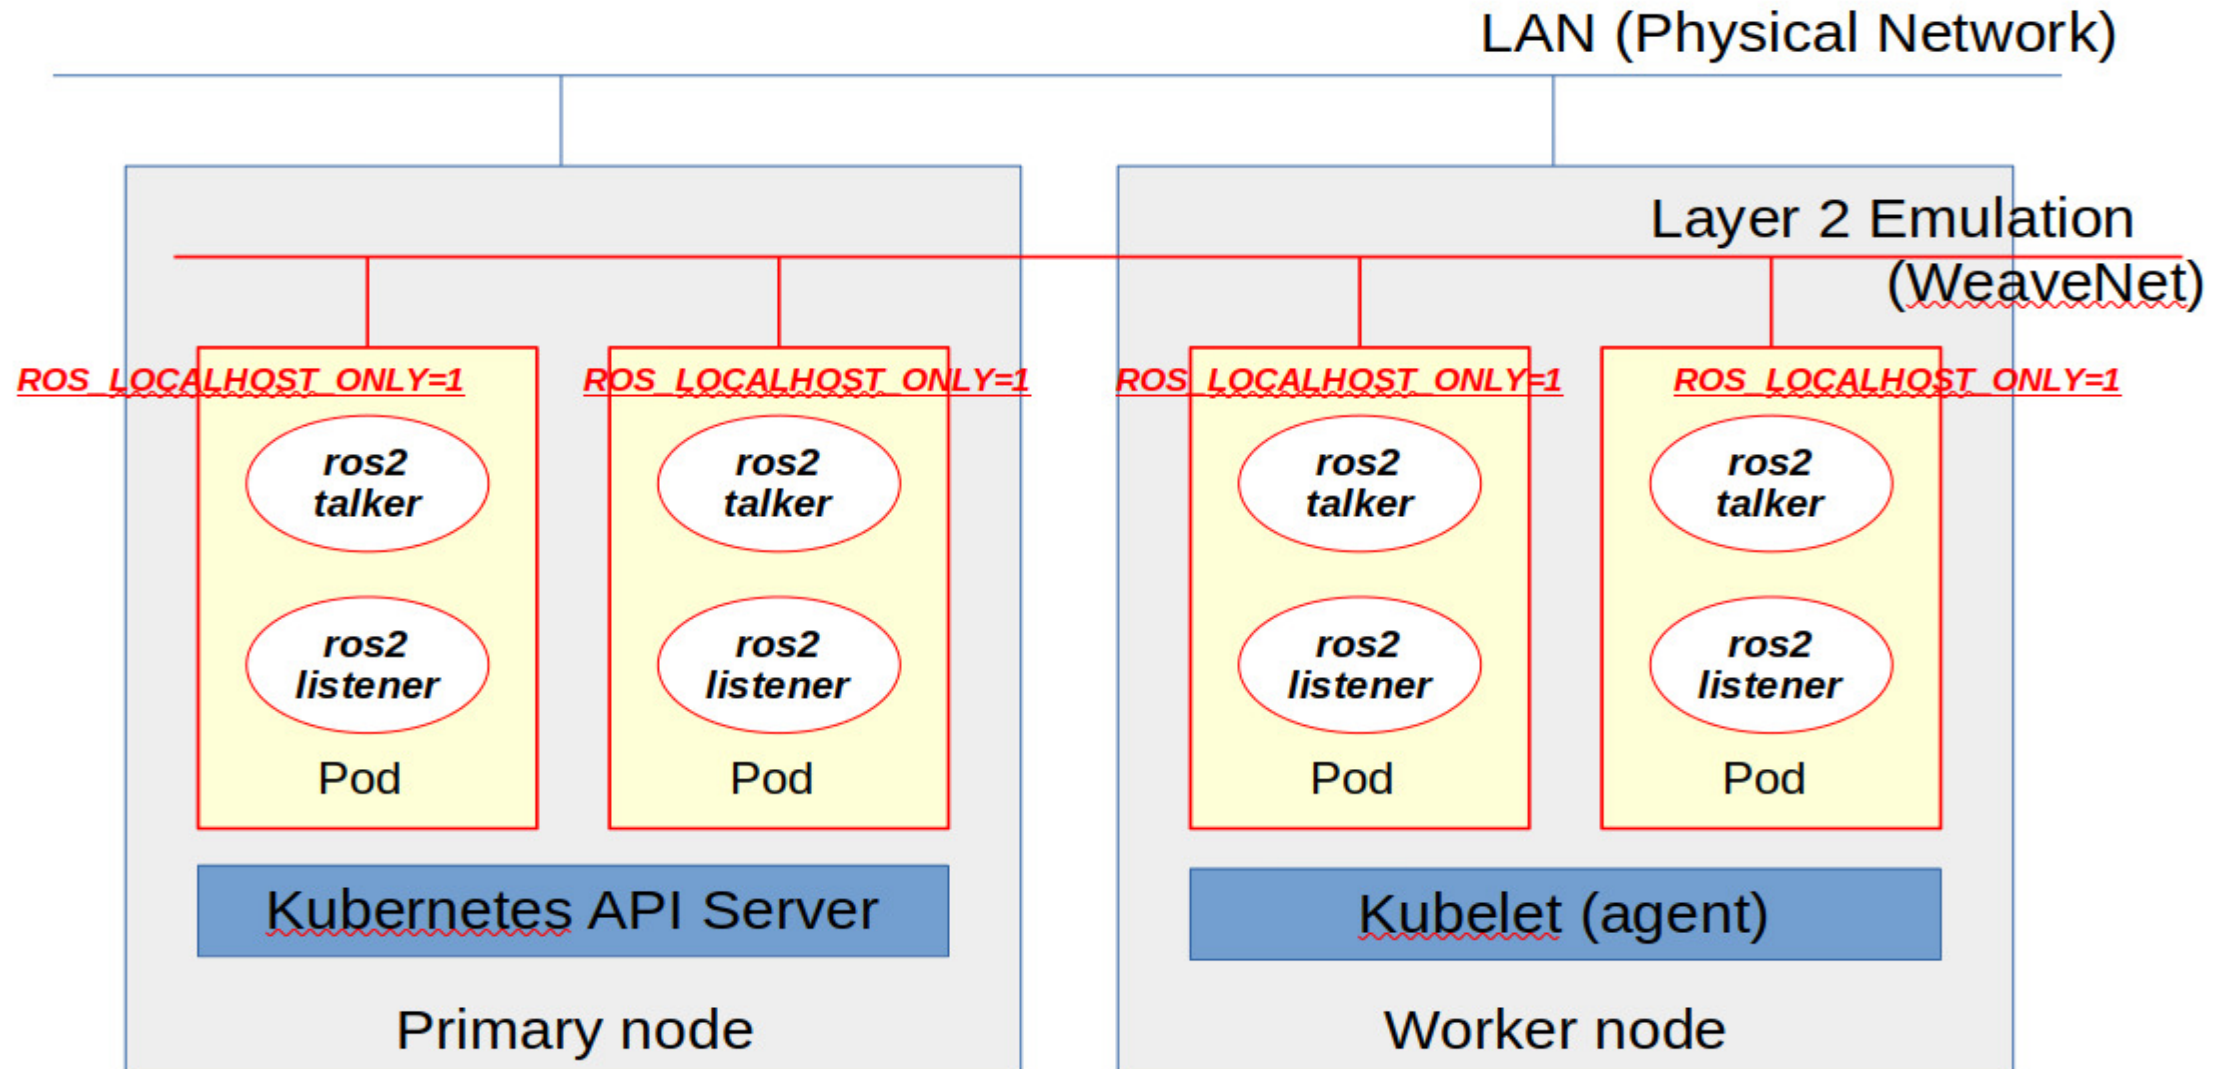 LAN (Physical Network)
Layer 2 Emulation
(WeaveNet)
ROS_LOCALHOST_ONLY=1
ROS_LOCALHOST_ONLY=1
ROS_LOCALHOST_ONLY=1
ROS_LOCALHOST_ONLY=1
ros2
talker
ros2
talker
ros2
talker
ros2
talker
ros2
listener
ros2
listener
ros2
listener
ros2
listener
Pod
Pod
Pod
Pod
Kubernetes API Server
Kubelet (agent)
Primary node
Worker node